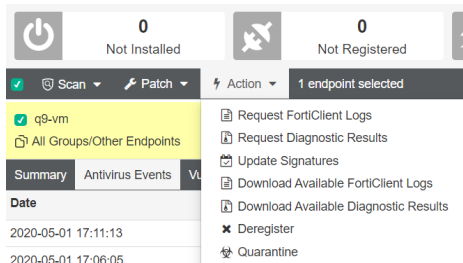 0
Not Installed
0
Not Registered
Scan
Patch
Action
1 endpoint selected
q9-vm
All Groups/Other Endpoints
Summary
Antivirus Events
Date
2020-05-01 17:11:13
2020-05-01 17:06:05
Request FortiClient Logs
Request Diagnostic Results
Update Signatures
Download Available FortiClient Logs
Download Available Diagnostic Results
Deregister
Quarantine